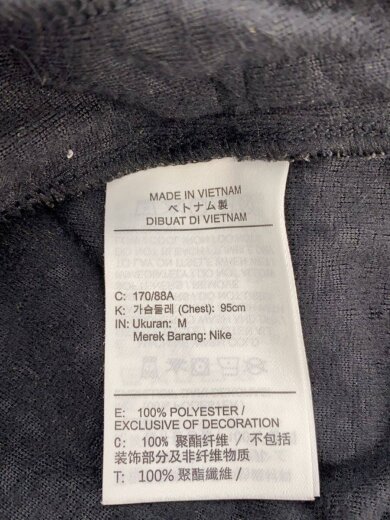 MADE IN VIETNAM
ベトナム製
DIBUAT DI VIETNAM
C: 170/88A
K: 가슴둘레 (Chest): 95cm
IN: Ukuran: M
Merek Barang: Nike
E: 100% POLYESTER /
EXCLUSIVE OF DECORATION
C: 100% 聚酯纤维 / 不包括
装饰部分及非纤维物质
T: 100% 聚酯纖維 /